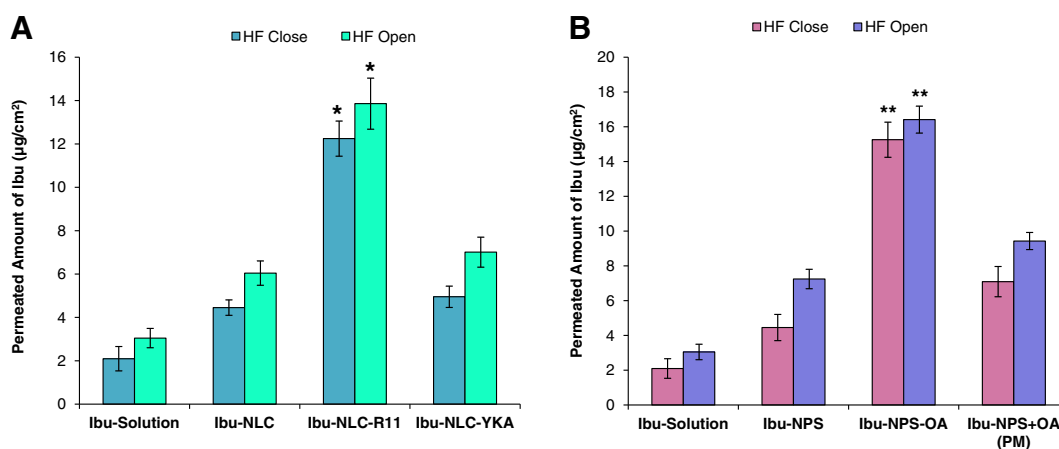 A
HF Close HF Open
Permeated Amount of Ibu (µg/cm²)
16
14
12
10
8
6
4
2
0
*
*
Ibu-Solution Ibu-NLC Ibu-NLC-R11 Ibu-NLC-YKA
B
HF Close HF Open
Permeated Amount of Ibu (µg/cm²)
20
18
16
14
12
10
8
6
4
2
0
**
**
Ibu-Solution Ibu-NPS Ibu-NPS-OA Ibu-NPS+OA
(PM)